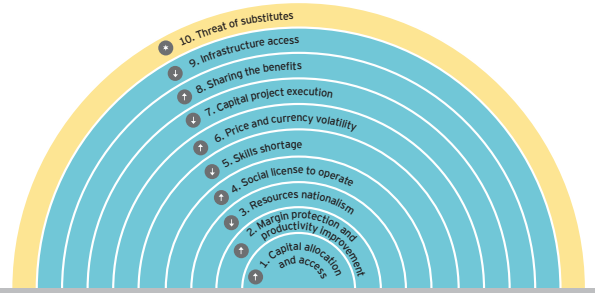 10. Threat of substitutes
9. Infrastructure access
8. Sharing the benefits
7. Capital project execution
6. Price and currency volatility
5. Skills shortage
4. Social license to operate
3. Resources nationalism
2. Margin protection and
productivity improvement
1. Capital allocation
and access